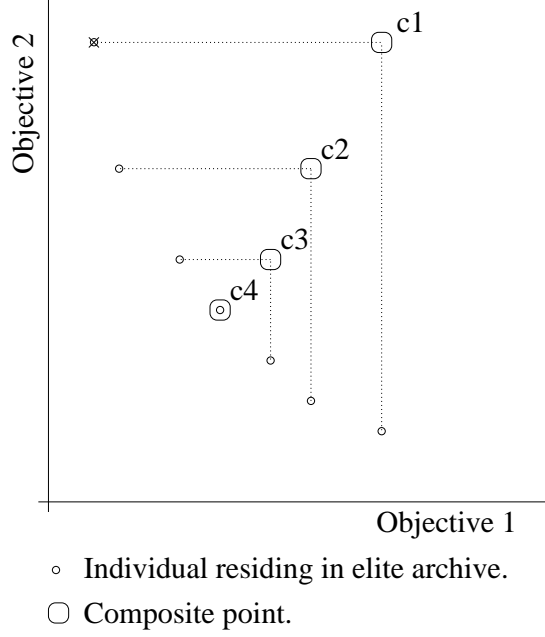 c1
Objective 2
c2
c3
c4
Objective 1
Individual residing in elite archive.
Composite point.